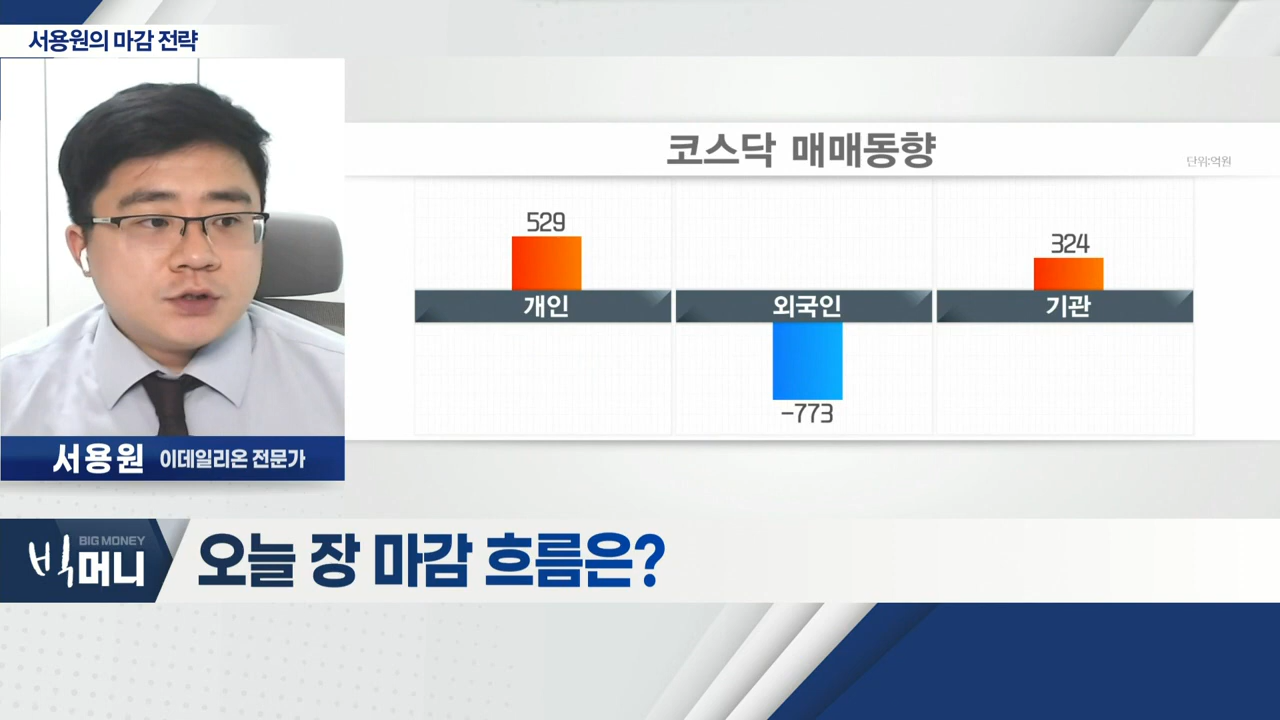 서용원의 마감 전략
코스닥 매매동향
단위:억원
529
324
개인
외국인
기관
-773
서용원 이데일리온 전문가
BIG MONEY
빅머니
오늘 장 마감 흐름은?